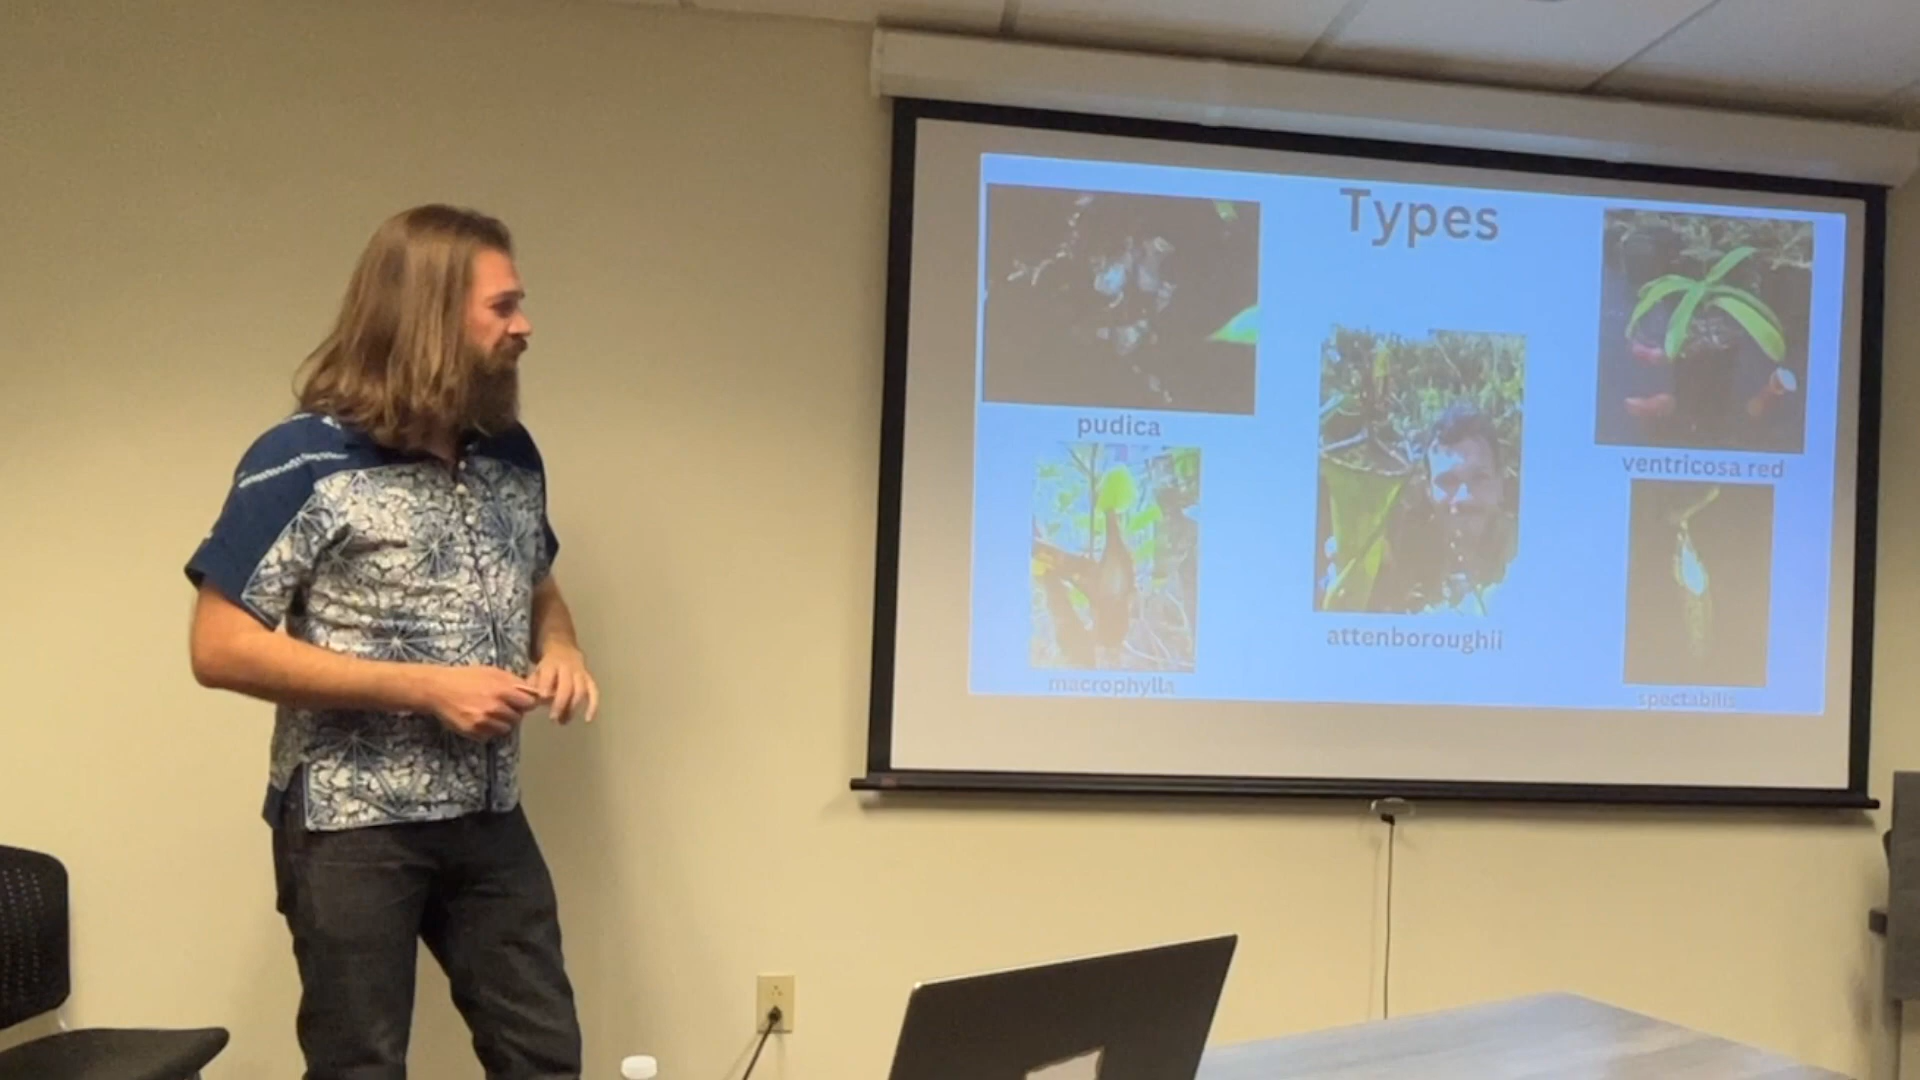 Types
pudica
ventricosa red
attenboroughii
macrophylla
spectabilis